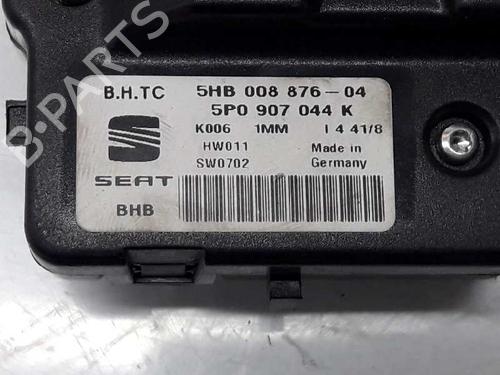 B-PARTS
B.H.TC 5HB 008 876-04
5P0 907 044 K
K006 1MM I 4 41/8
HW011 Made in
SW0702 Germany
SEAT
BHB